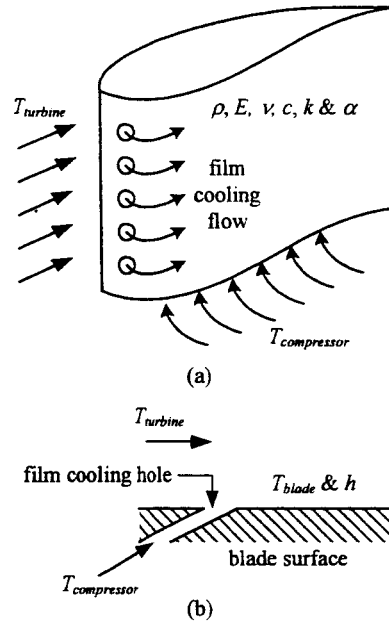 T_turbine
ρ, E, ν, c, k & α
film
cooling
flow
T_compressor
(a)
T_turbine
film cooling hole
T_blade & h
blade surface
T_compressor
(b)